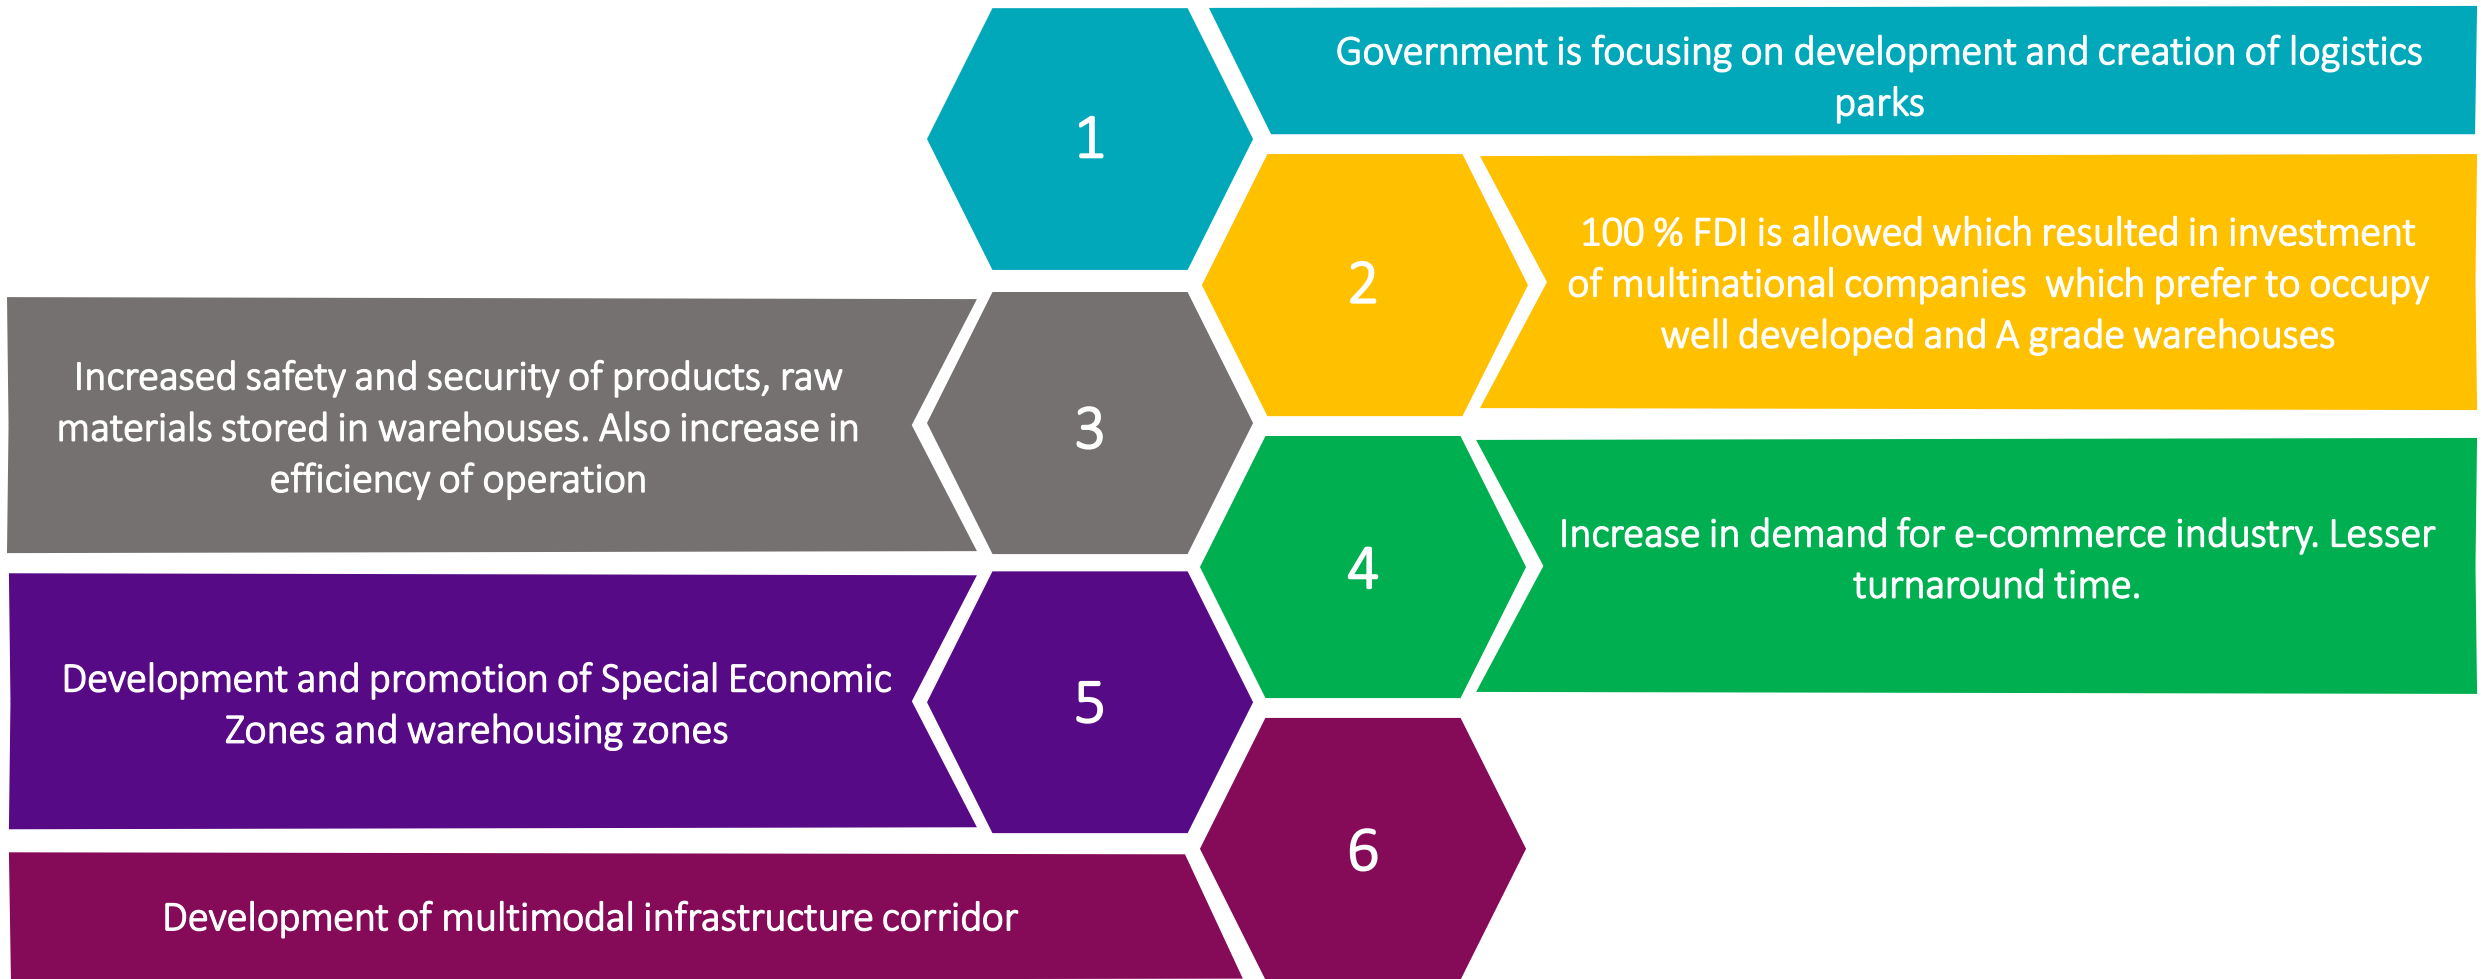 1
Government is focusing on development and creation of logistics
parks
2
100 % FDI is allowed which resulted in investment
of multinational companies  which prefer to occupy
well developed and A grade warehouses
3
Increased safety and security of products, raw
materials stored in warehouses. Also increase in
efficiency of operation
4
Increase in demand for e-commerce industry. Lesser
turnaround time.
5
Development and promotion of Special Economic
Zones and warehousing zones
6
Development of multimodal infrastructure corridor